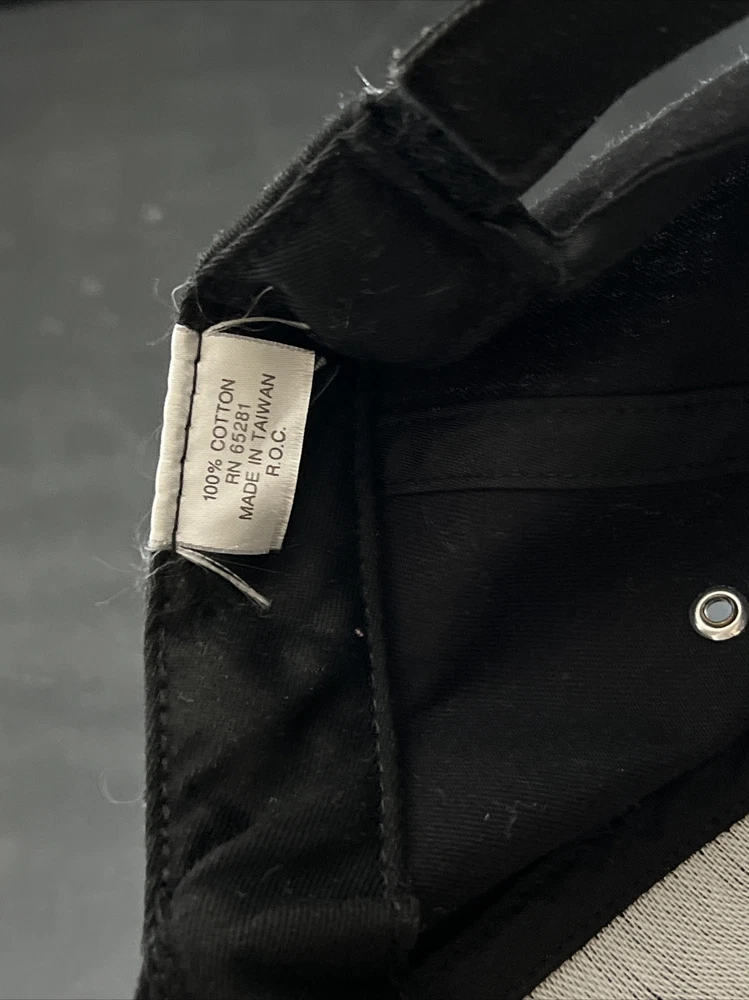 100% COTTON
RN 65281
MADE IN TAIWAN
R.O.C.